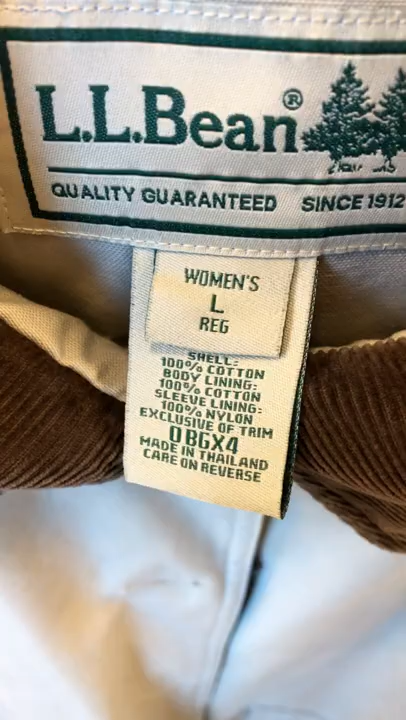 L.L.Bean®
QUALITY GUARANTEED SINCE 1912
WOMEN'S
L
REG
SHELL:
100% COTTON
BODY LINING:
100% COTTON
SLEEVE LINING:
100% NYLON
EXCLUSIVE OF TRIM
0BGX4
MADE IN THAILAND
CARE ON REVERSE